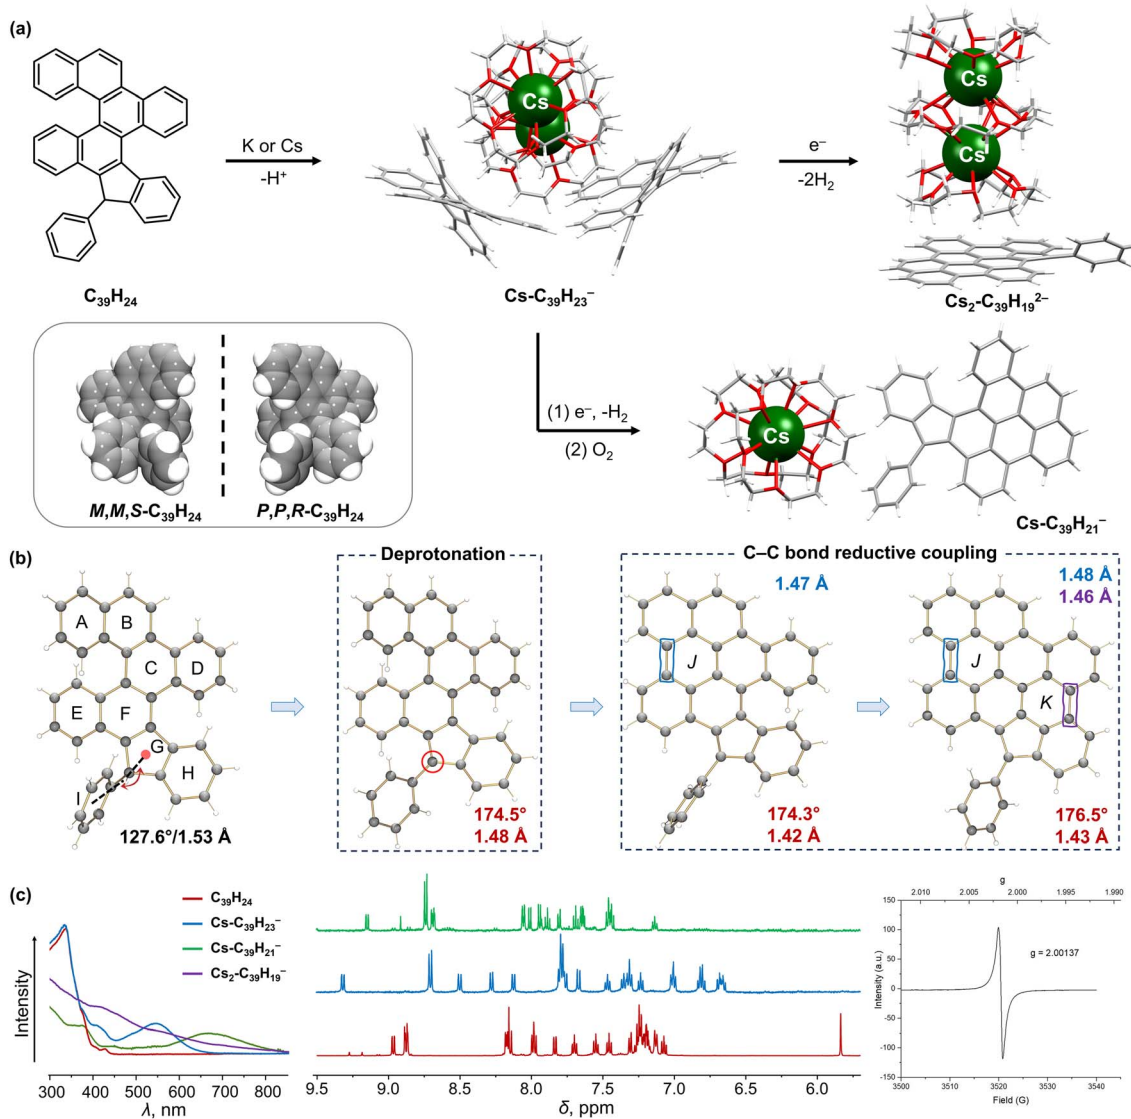 (a)
K or Cs
-H⁺
e⁻
-2H₂
Cs
Cs
Cs
C₃₉H₂₄
Cs-C₃₉H₂₃⁻
Cs₂-C₃₉H₁₉²⁻
(1) e⁻, -H₂
(2) O₂
Cs
M,M,S-C₃₉H₂₄
P,P,R-C₃₉H₂₄
Cs-C₃₉H₂₁⁻
(b)
Deprotonation
C–C bond reductive coupling
A
B
C
D
E
F
G
H
I
127.6°/1.53 Å
174.5°
1.48 Å
1.47 Å
J
174.3°
1.42 Å
1.48 Å
1.46 Å
J
K
176.5°
1.43 Å
(c)
C₃₉H₂₄
Cs-C₃₉H₂₃⁻
Cs-C₃₉H₂₁⁻
Cs₂-C₃₉H₁₉⁻
Intensity
300 400 500 600 700 800
λ, nm
9.5 9.0 8.5 8.0 7.5 7.0 6.5 6.0
δ, ppm
g
2.010 2.005 2.000 1.995 1.990
150
100
50
0
-50
-100
-150
Intensity (a.u.)
g = 2.00137
3500 3510 3520 3530 3540
Field (G)